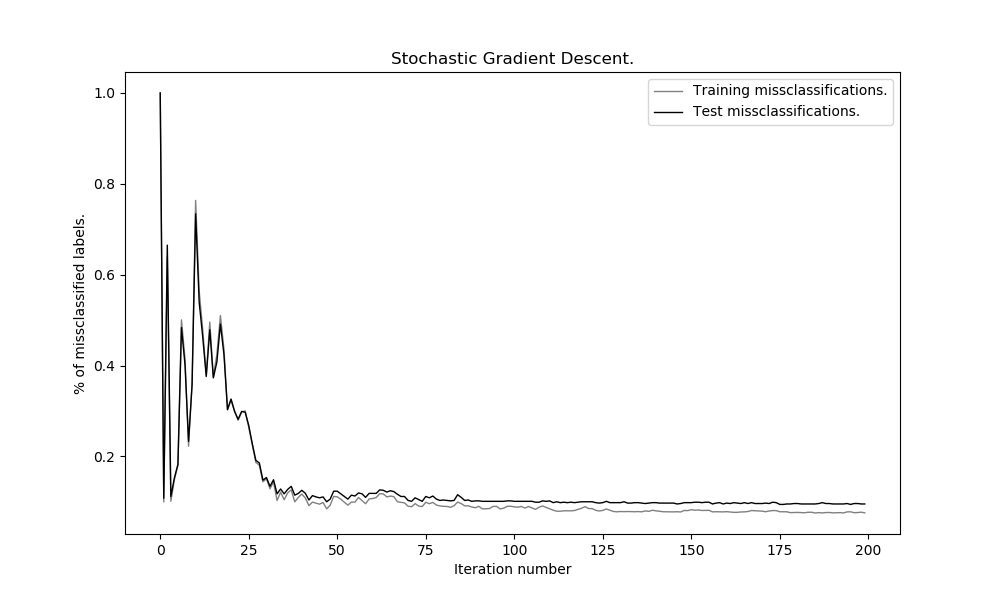 Stochastic Gradient Descent.
Training missclassifications.
Test missclassifications.
% of missclassified labels.
1.0
0.8
0.6
0.4
0.2
0 25 50 75 100 125 150 175 200
Iteration number